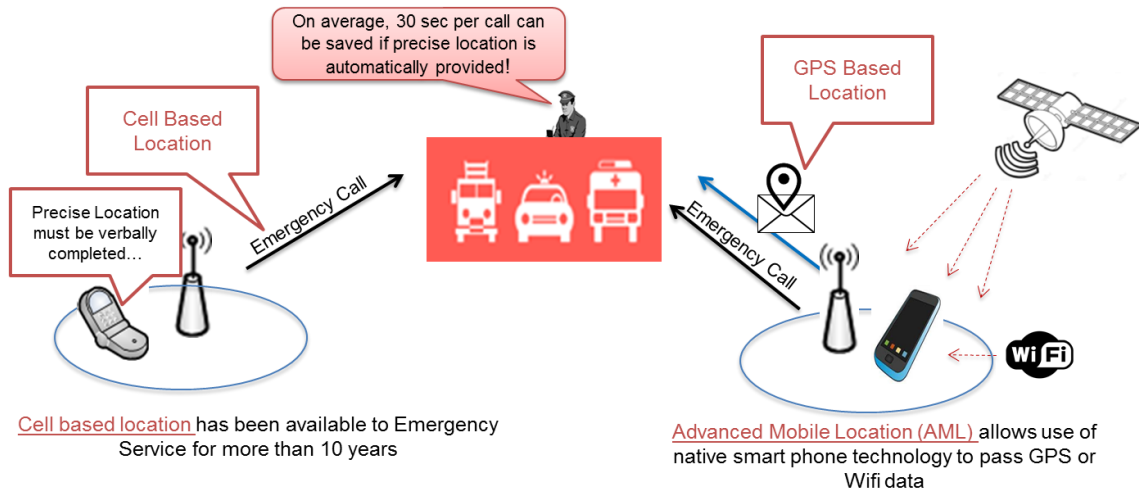 On average, 30 sec per call can
be saved if precise location is
automatically provided!
GPS Based
Location
Cell Based
Location
Precise Location
must be verbally
completed…
Emergency Call
Emergency Call
Wi Fi
Cell based location has been available to Emergency
Service for more than 10 years
Advanced Mobile Location (AML) allows use of
native smart phone technology to pass GPS or
Wifi data